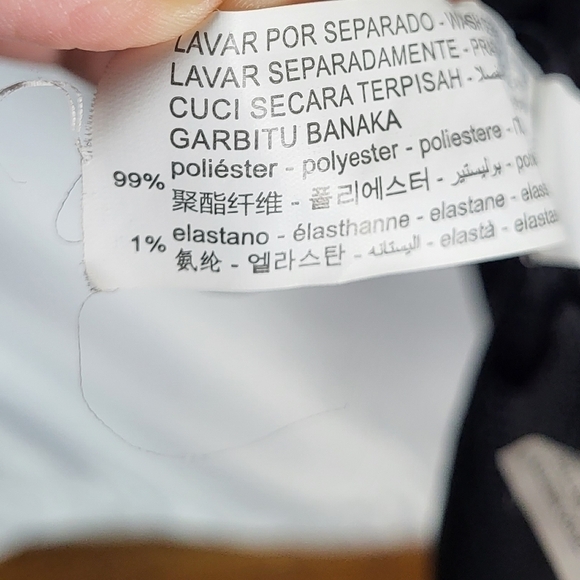 LAVAR POR SEPARADO - WASH
LAVAR SEPARADAMENTE -
CUCI SECARA TERPISAH -
GARBITU BANAKA
99% poliéster - polyester - poliestere -
聚酯纤维 - 폴리에스터 - بوليستير -
1% elastano - élasthanne - elastane -
氨纶 - 엘라스탄 - اليستانه - elastà -